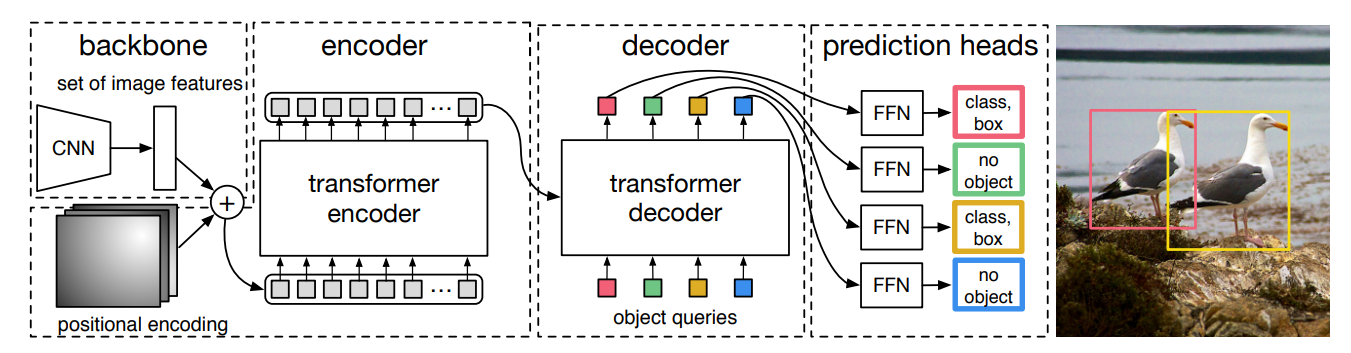 backbone
set of image features
CNN
+
positional encoding
encoder
...
transformer
encoder
...
decoder
transformer
decoder
object queries
prediction heads
FFN
class,
box
FFN
no
object
FFN
class,
box
FFN
no
object